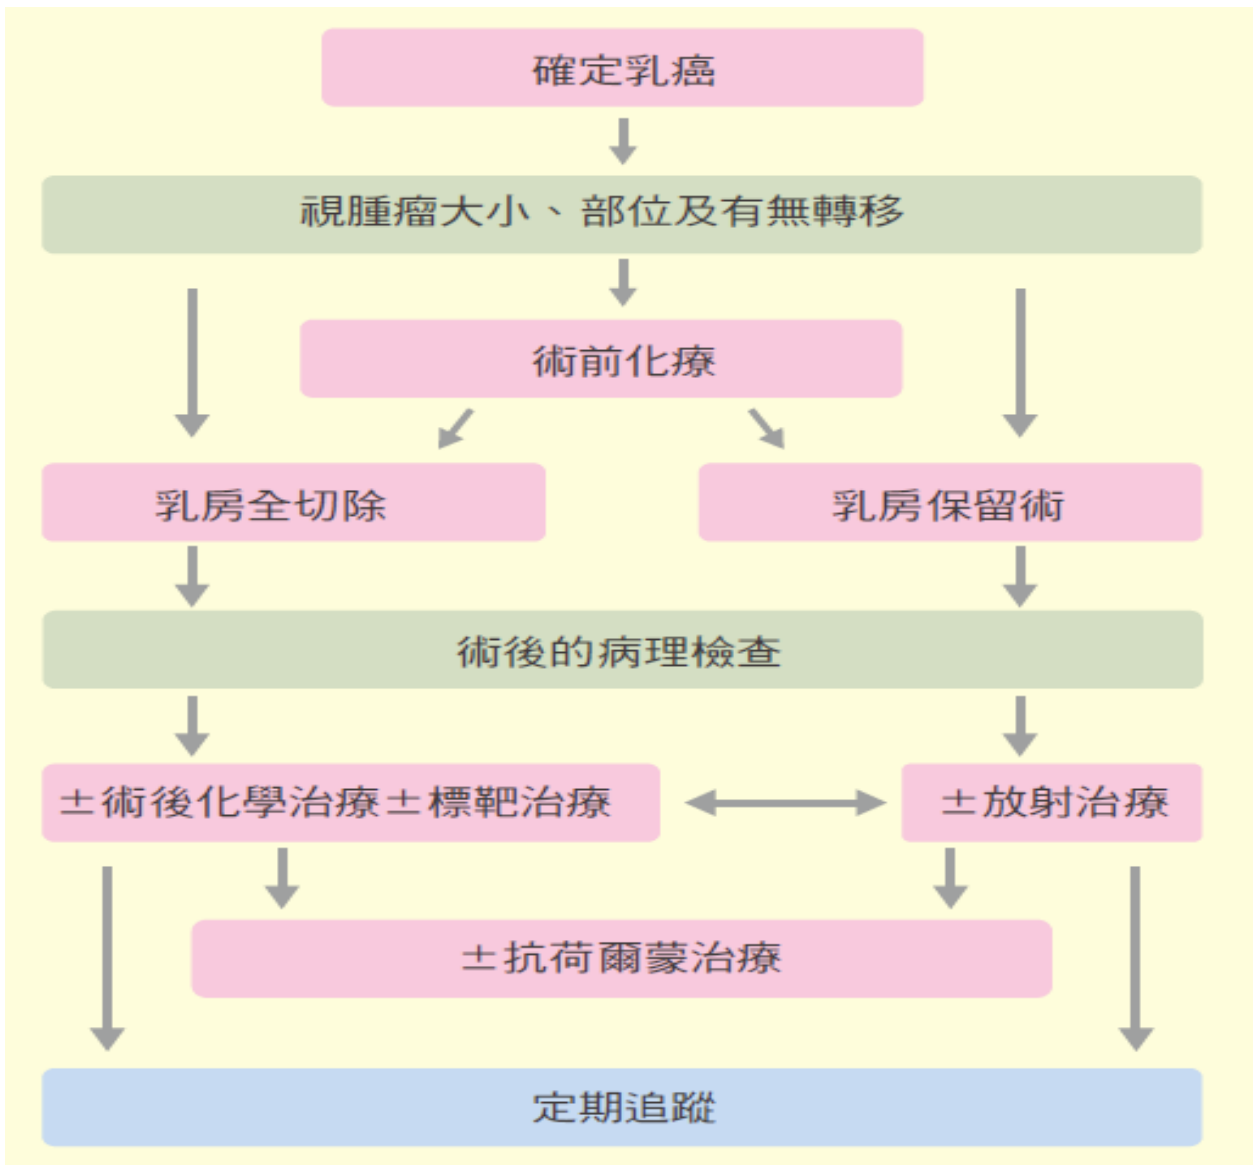 確定乳癌
視腫瘤大小、部位及有無轉移
術前化療
乳房全切除
乳房保留術
術後的病理檢查
±術後化學治療±標靶治療
±放射治療
±抗荷爾蒙治療
定期追蹤